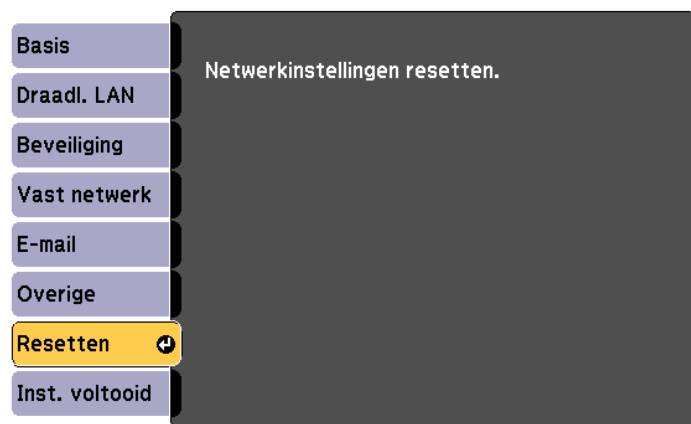 Basis
Netwerkinstellingen resetten.
Draadl. LAN
Beveiliging
Vast netwerk
E-mail
Overige
Resetten
Inst. voltooid